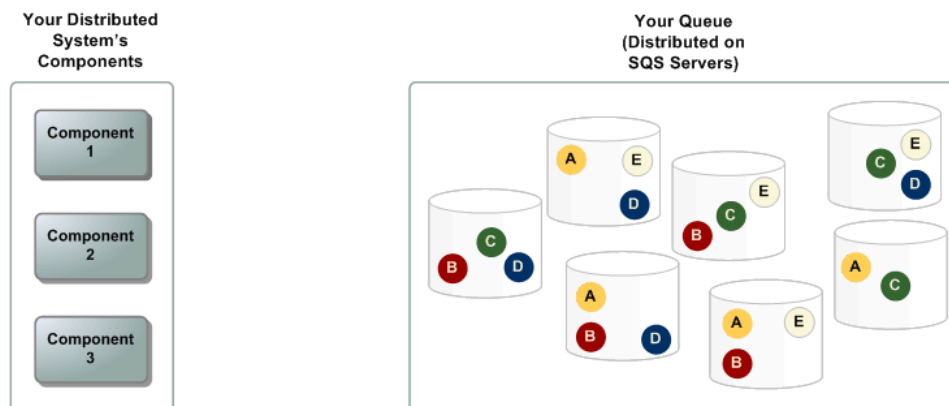 Your Distributed
System's
Components
Component
1
Component
2
Component
3
Your Queue
(Distributed on
SQS Servers)
B
C
D
A
E
D
A
B
D
E
C
B
A
E
B
E
C
D
A
C